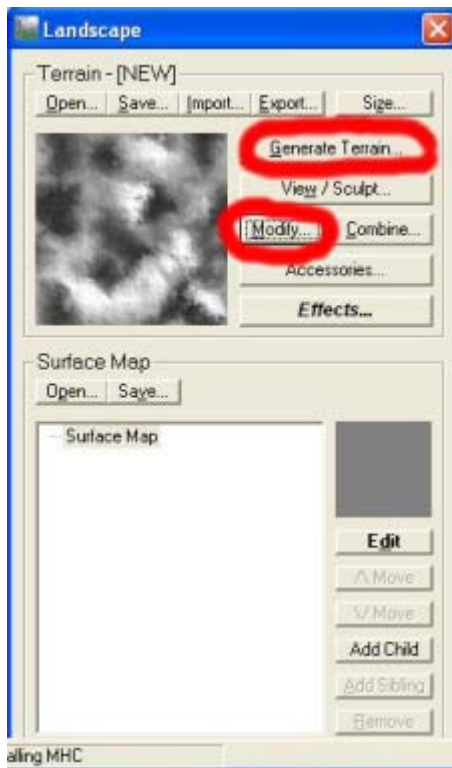 Landscape
Terrain - [NEW]
Open... Save... Import... Export... Size...
Generate Terrain...
View / Sculpt...
Modify... Combine...
Accessories...
Effects...
Surface Map
Open... Save...
Surface Map
Edit
/\ Move
\/ Move
Add Child
Add Sibling
Remove
alling MHC